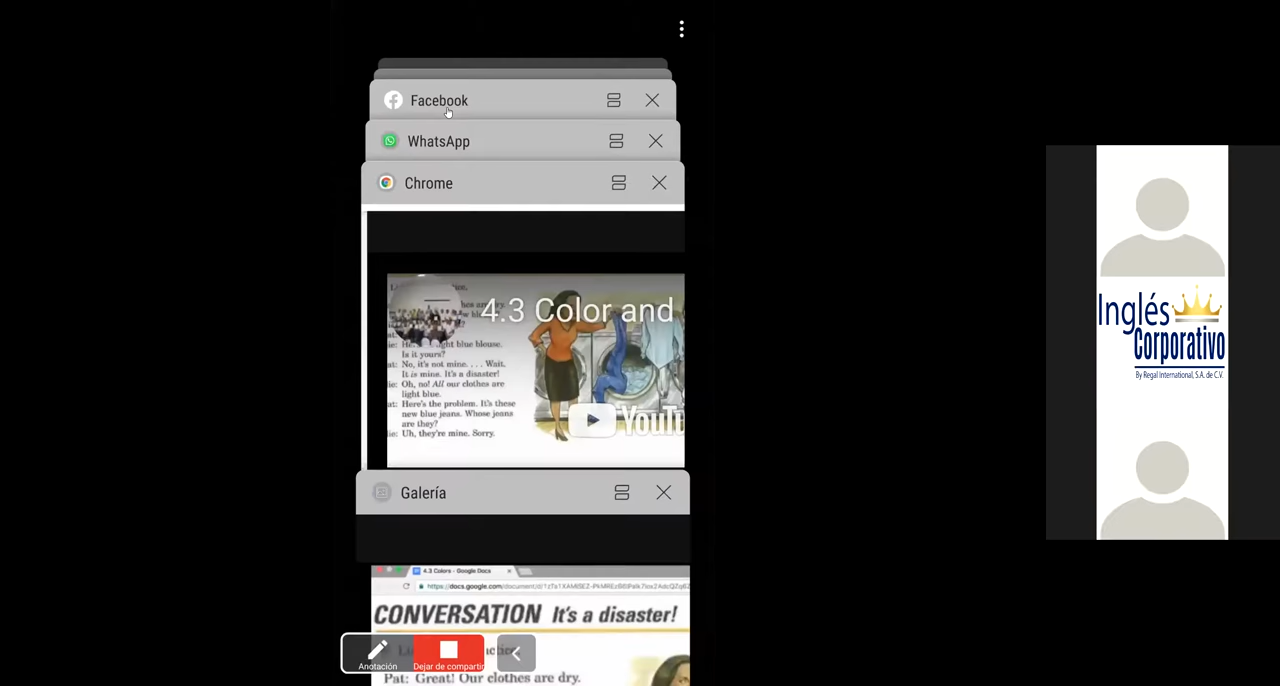 Facebook
WhatsApp
Chrome
4.3 Color and
light blue blouse.
Is it yours?
No, it's not mine. . . . Wait.
It is mine. It's a disaster!
Oh, no! All our clothes are
light blue.
Here's the problem. It's these
new blue jeans. Whose jeans
are they?
Uh, they're mine. Sorry.
YouTu
Galería
4.3 Colors - Google Docs
CONVERSATION It's a disaster!
Pat: Great! Our clothes are dry.
Anotación
Dejar de compartir
Inglés
Corporativo
By Regal International, S.A. de C.V.